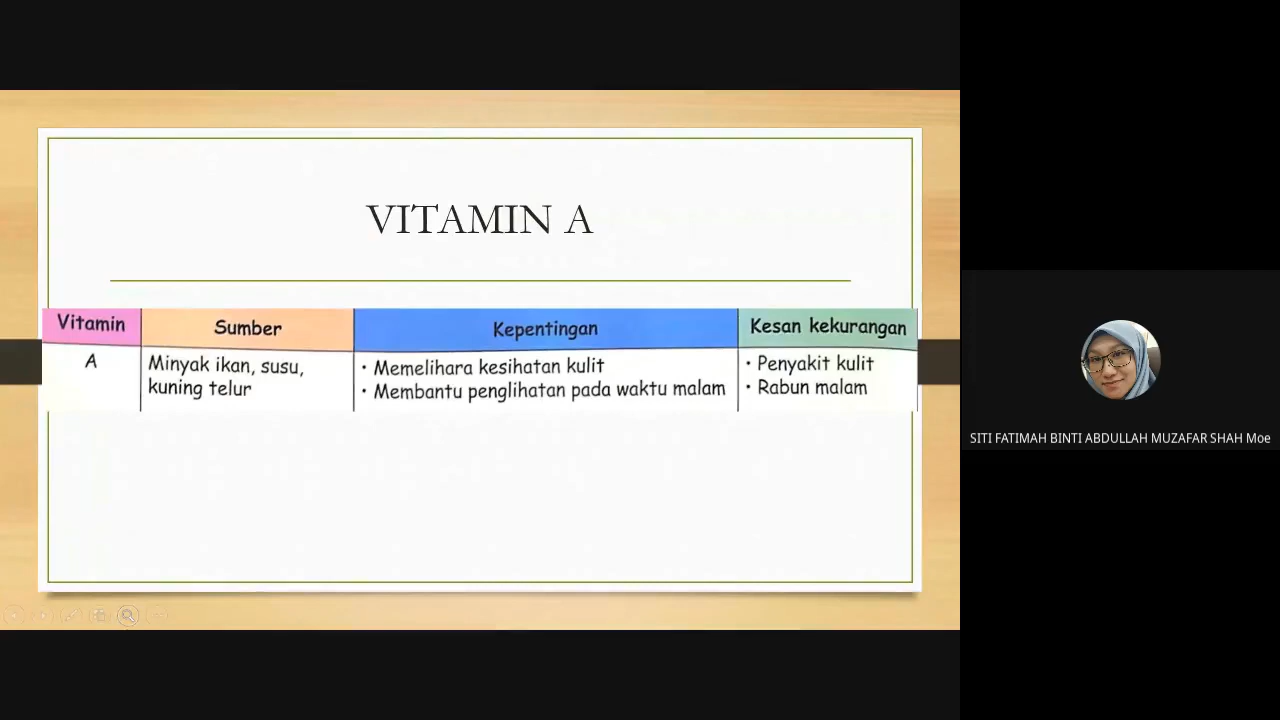 VITAMIN A
Vitamin Sumber Kepentingan Kesan kekurangan
A Minyak ikan, susu, • Memelihara kesihatan kulit • Penyakit kulit
kuning telur • Membantu penglihatan pada waktu malam • Rabun malam
SITI FATIMAH BINTI ABDULLAH MUZAFAR SHAH Moe